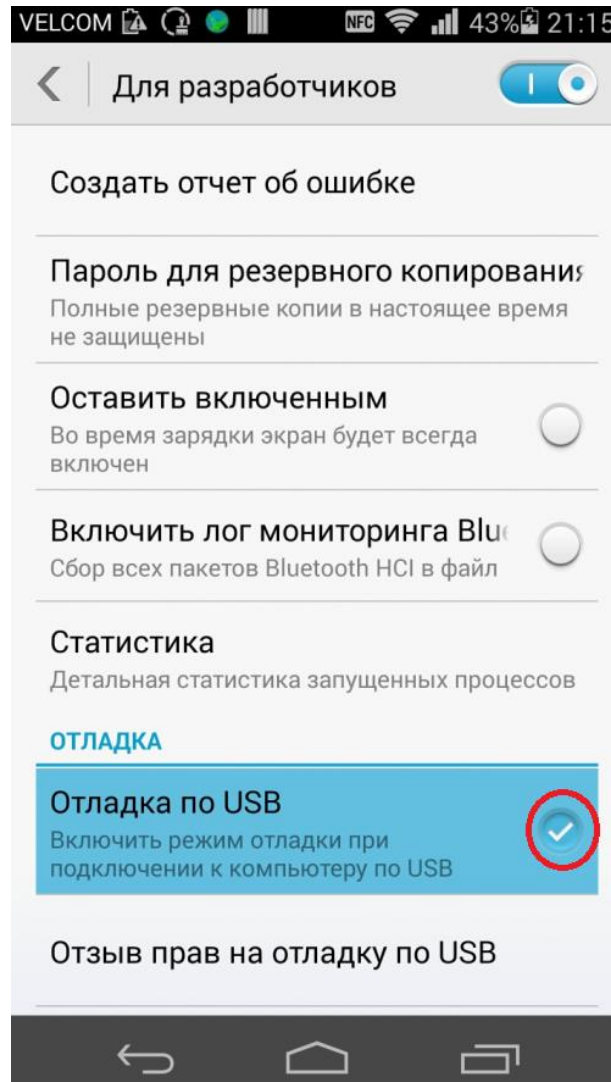 VELCOM NFC 43% 21:15
Для разработчиков
Создать отчет об ошибке
Пароль для резервного копирования
Полные резервные копии в настоящее время
не защищены
Оставить включенным
Во время зарядки экран будет всегда
включен
Включить лог мониторинга Blu
Сбор всех пакетов Bluetooth HCI в файл
Статистика
Детальная статистика запущенных процессов
ОТЛАДКА
Отладка по USB
Включить режим отладки при
подключении к компьютеру по USB
Отзыв прав на отладку по USB